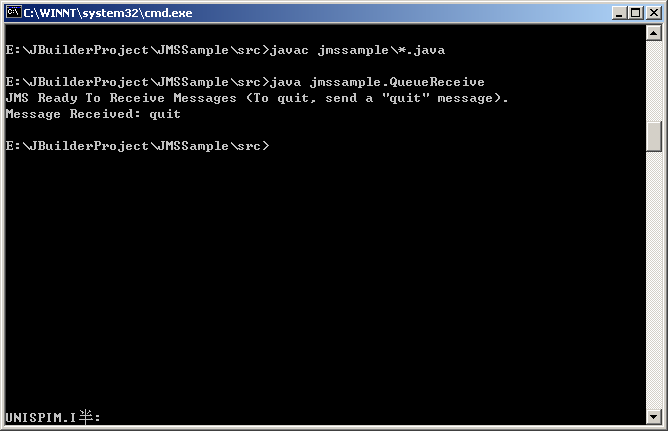 C:\WINNT\system32\cmd.exe
E:\JBuilderProject\JMSSample\src>javac jmssample\*.java
E:\JBuilderProject\JMSSample\src>java jmssample.QueueReceive
JMS Ready To Receive Messages (To quit, send a "quit" message).
Message Received: quit
E:\JBuilderProject\JMSSample\src>
UNISPIM.I半: